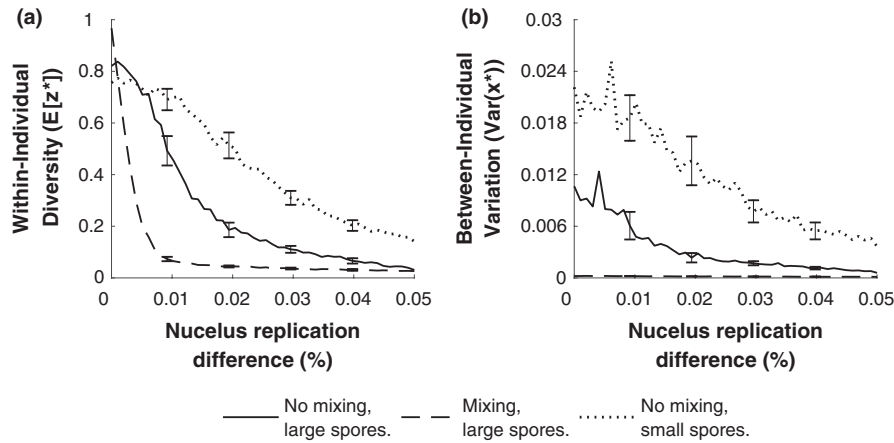 (a)
Within-Individual
Diversity (E[z*])
1
0.8
0.6
0.4
0.2
0
0
0.01
0.02
0.03
0.04
0.05
Nucelus replication
difference (%)
(b)
Between-Individual
Variation (Var(x*))
0.03
0.024
0.018
0.012
0.006
0
0
0.01
0.02
0.03
0.04
0.05
Nucelus replication
difference (%)
No mixing,
large spores.
Mixing,
large spores.
No mixing,
small spores.